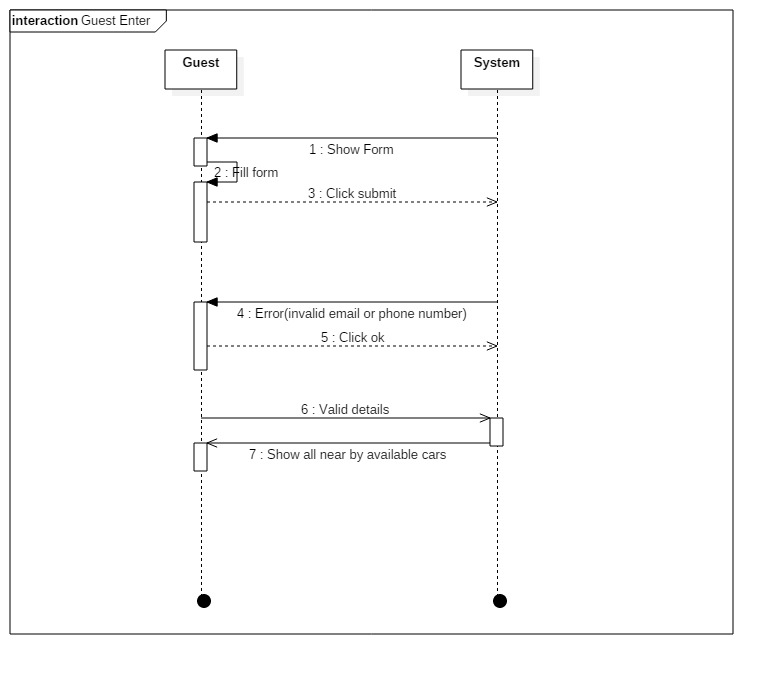 interaction Guest Enter
Guest
System
1 : Show Form
2 : Fill form
3 : Click submit
4 : Error(invalid email or phone number)
5 : Click ok
6 : Valid details
7 : Show all near by available cars